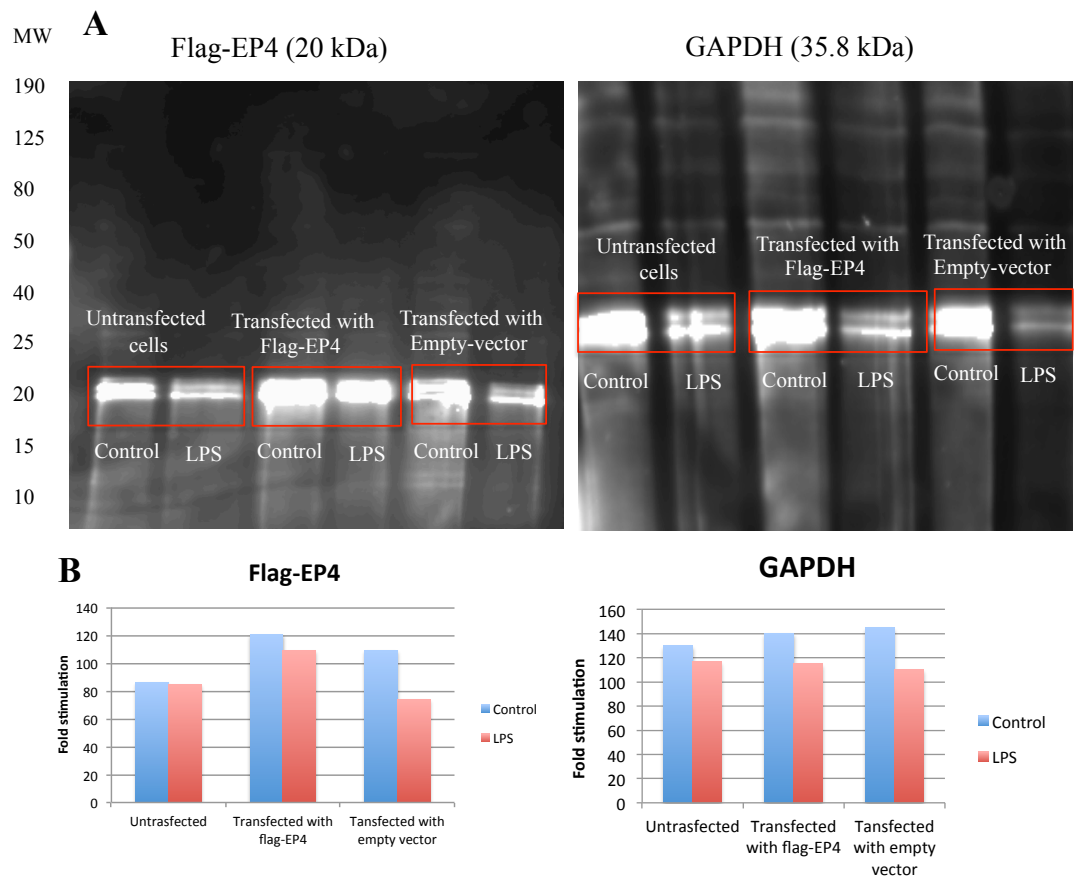 MW
A
Flag-EP4 (20 kDa)
GAPDH (35.8 kDa)
190
125
80
50
40
25
20
15
10
Untransfected
cells
Transfected with
Flag-EP4
Transfected with
Empty-vector
Control
LPS
Control
LPS
Control
LPS
Untransfected
cells
Transfected with
Flag-EP4
Transfected with
Empty-vector
Control
LPS
Control
LPS
Control
LPS
B
Flag-EP4
Fold stimulation
140
120
100
80
60
40
20
0
Untrasfected
Transfected with
flag-EP4
Tansfected with
empty vector
Control
LPS
GAPDH
Fold stimulation
160
140
120
100
80
60
40
20
0
Untrasfected
Transfected
with flag-EP4
Tansfected
with empty
vector
Control
LPS